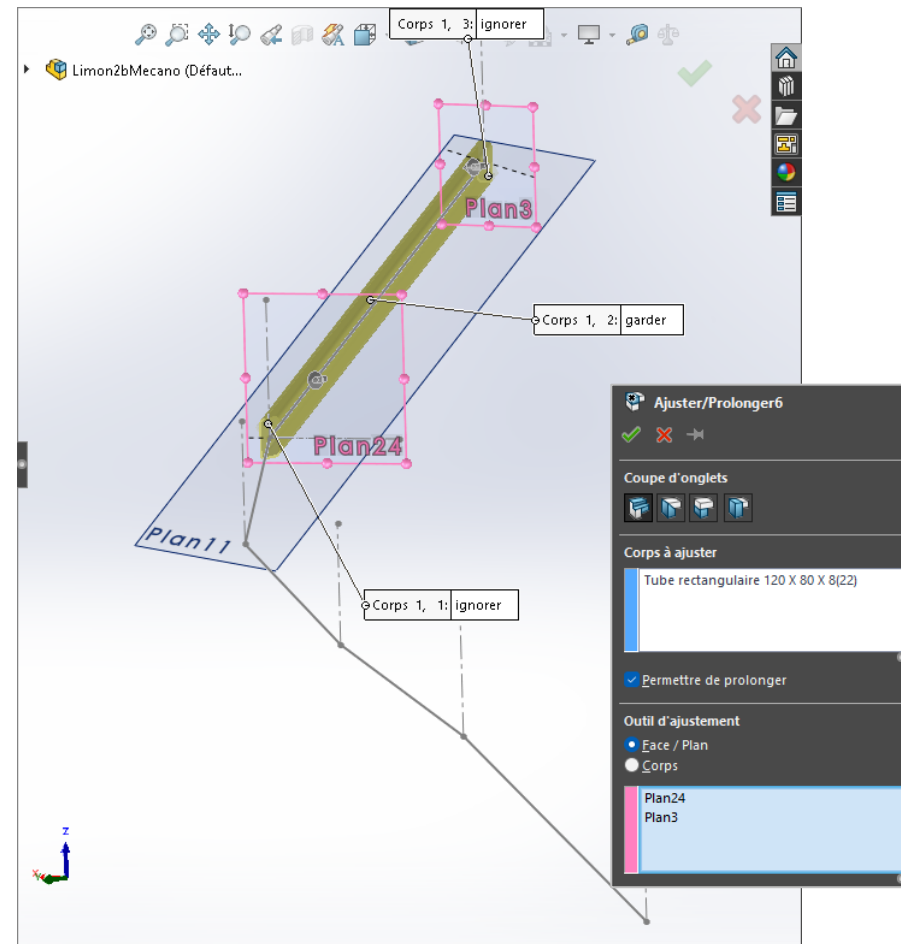 Corps 1, 3: ignorer
Limon2bMecano (Défaut...
Plan3
Corps 1, 2: garder
Plan24
Plan11
Corps 1, 1: ignorer
Z
X
Ajuster/Prolonger6
Coupe d'onglets
Corps à ajuster
Tube rectangulaire 120 X 80 X 8(22)
Permettre de prolonger
Outil d'ajustement
Face / Plan
Corps
Plan24
Plan3